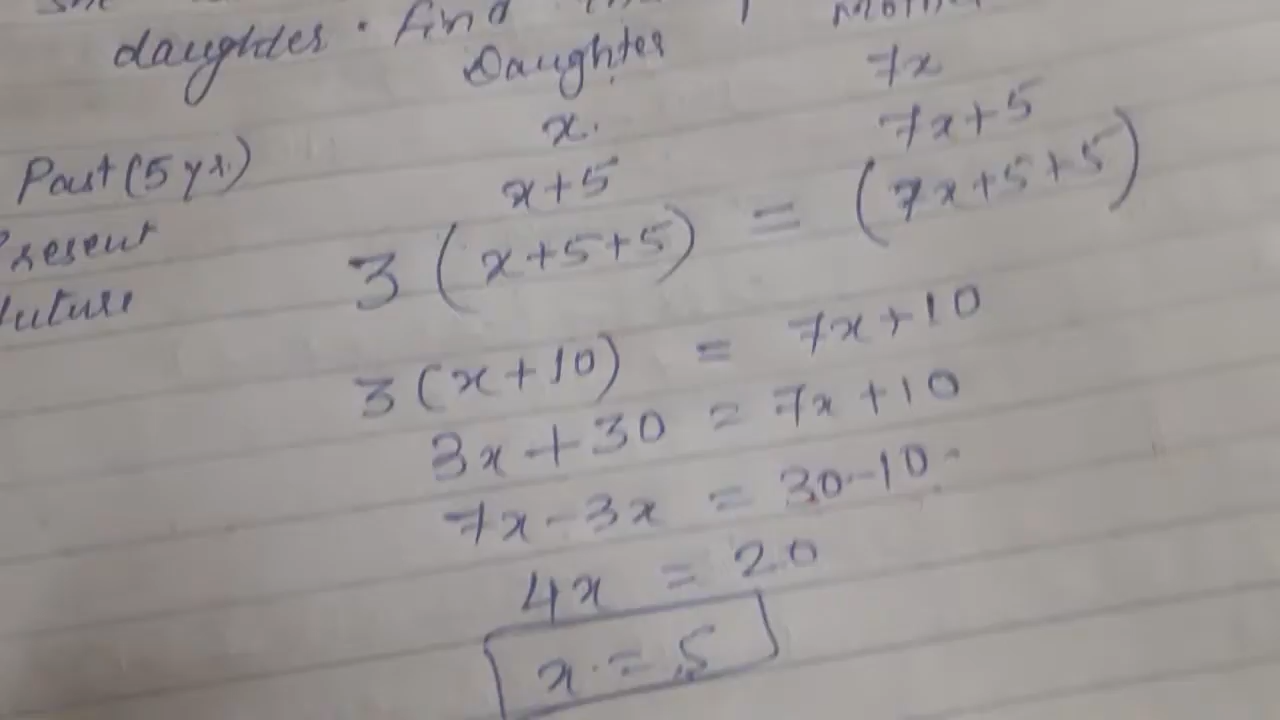 daughter. find
Daughter
7x
x.
7x+5
Past (5 yr.)
x+5
Present
3 (x+5+5) = (7x+5+5)
future
3 (x+10) = 7x+10
3x+30 = 7x+10
7x-3x = 30-10
4x = 20
x = 5